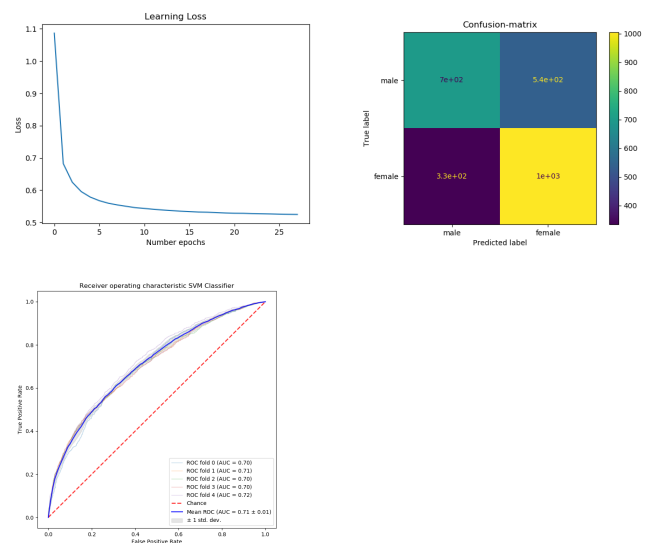 Learning Loss
1.1
1.0
0.9
0.8
0.7
0.6
0.5
Loss
0 5 10 15 20 25
Number epochs
Confusion-matrix
male
female
True label
7e+02 5.4e+02
3.3e+02 1e+03
male female
Predicted label
1000
900
800
700
600
500
400
Receiver operating characteristic SVM Classifier
1.0
0.8
0.6
0.4
0.2
0.0
True Positive Rate
ROC fold 0 (AUC = 0.70)
ROC fold 1 (AUC = 0.71)
ROC fold 2 (AUC = 0.70)
ROC fold 3 (AUC = 0.70)
ROC fold 4 (AUC = 0.72)
Chance
Mean ROC (AUC = 0.71 ± 0.01)
± 1 std. dev.
0.0 0.2 0.4 0.6 0.8 1.0
False Positive Rate